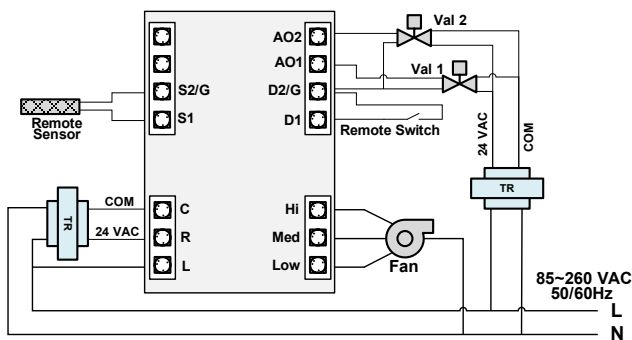 AO2
Val 2
AO1
Val 1
S2/G
D2/G
Remote
Sensor
S1
D1
Remote Switch
24 VAC
COM
TR
TR
COM
C
Hi
24 VAC
R
Med
L
Low
Fan
85~260 VAC
50/60Hz
L
N